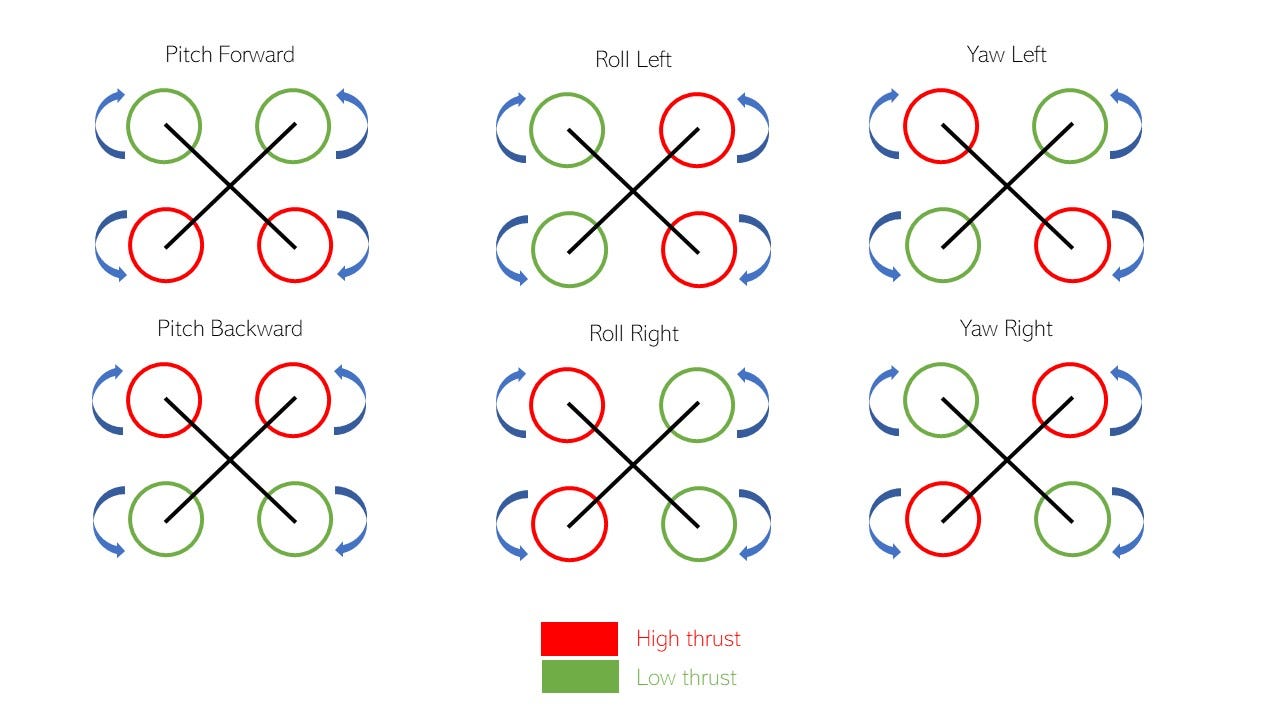 Pitch Forward
Roll Left
Yaw Left
Pitch Backward
Roll Right
Yaw Right
High thrust
Low thrust